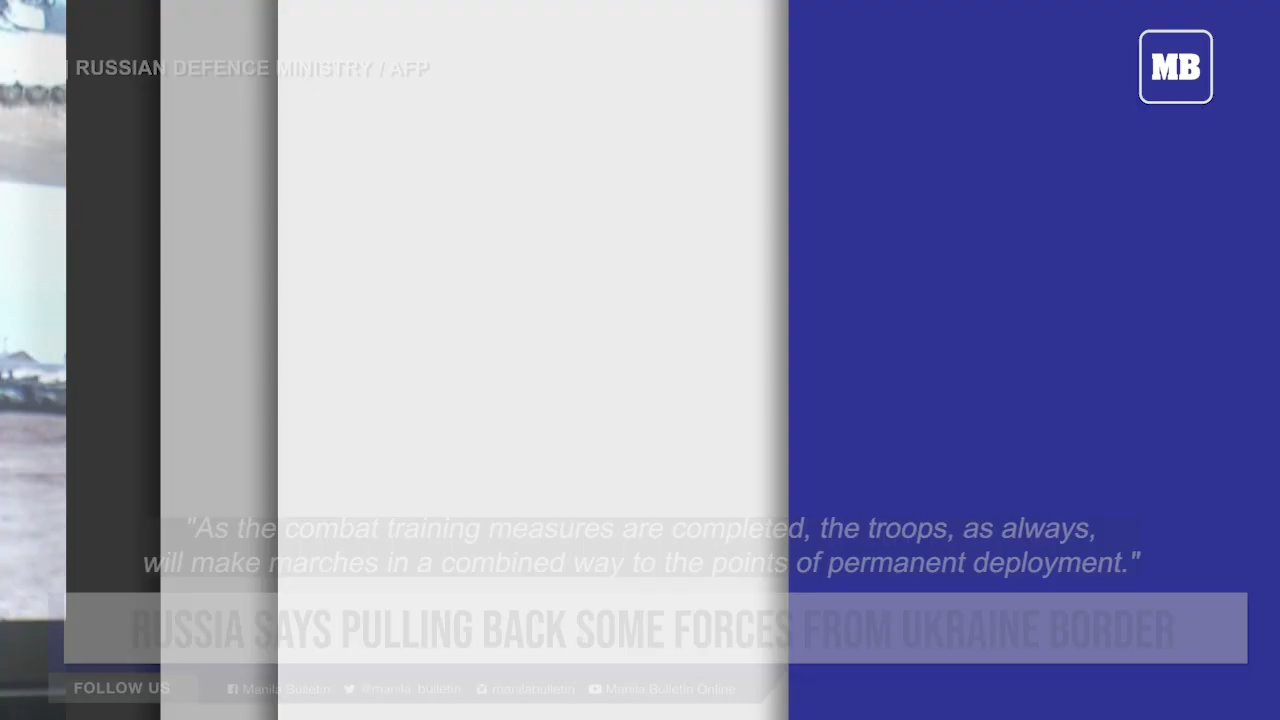 | RUSSIAN DEFENCE MINISTRY / AFP
MB
"As the combat training measures are completed, the troops, as always,
will make marches in a combined way to the points of permanent deployment."
RUSSIA SAYS PULLING BACK SOME FORCES FROM UKRAINE BORDER
FOLLOW US Manila Bulletin @manila_bulletin manilabulletin Manila Bulletin Online